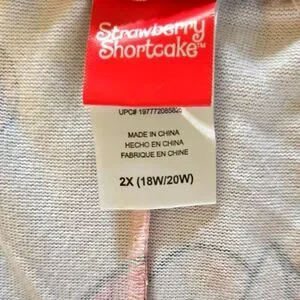 Strawberry
Shortcake™
MADE IN CHINA
HECHO EN CHINA
FABRIQUE EN CHINE
2X (18W/20W)